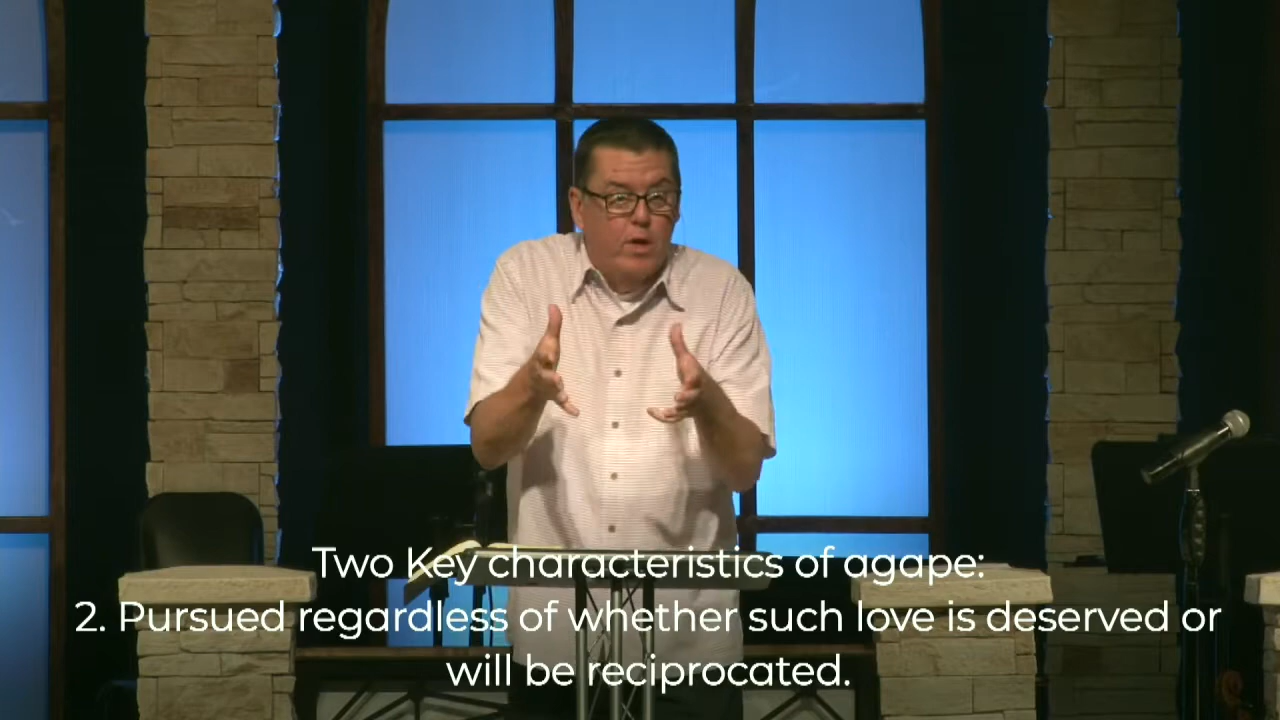 Two Key characteristics of agape:
2. Pursued regardless of whether such love is deserved or
will be reciprocated.